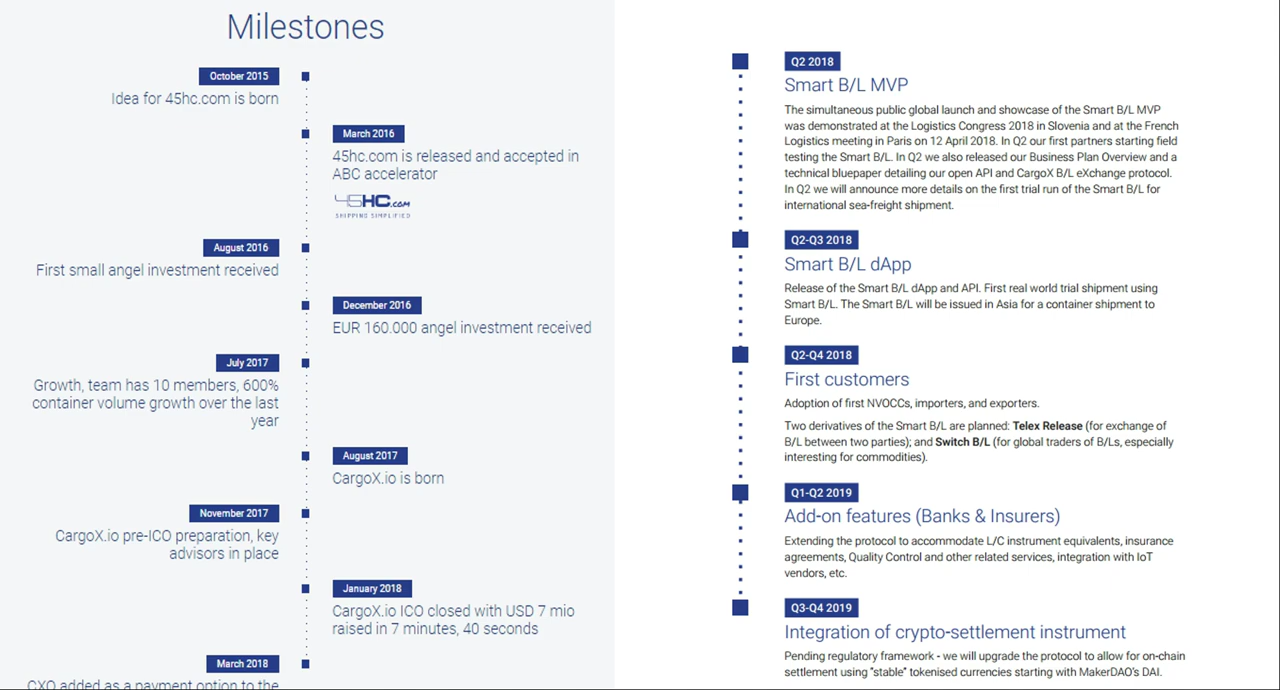 Milestones
October 2015
Idea for 45hc.com is born
March 2016
45hc.com is released and accepted in
ABC accelerator
45HC.COM
SHIPPING SIMPLIFIED
August 2016
First small angel investment received
December 2016
EUR 160.000 angel investment received
July 2017
Growth, team has 10 members, 600%
container volume growth over the last
year
August 2017
CargoX.io is born
November 2017
CargoX.io pre-ICO preparation, key
advisors in place
January 2018
CargoX.io ICO closed with USD 7 mio
raised in 7 minutes, 40 seconds
March 2018
CXO added as a payment option to the
Q2 2018
Smart B/L MVP
The simultaneous public global launch and showcase of the Smart B/L MVP
was demonstrated at the Logistics Congress 2018 in Slovenia and at the French
Logistics meeting in Paris on 12 April 2018. In Q2 our first partners starting field
testing the Smart B/L. In Q2 we also released our Business Plan Overview and a
technical bluepaper detailing our open API and CargoX B/L eXchange protocol.
In Q2 we will announce more details on the first trial run of the Smart B/L for
international sea-freight shipment.
Q2-Q3 2018
Smart B/L dApp
Release of the Smart B/L dApp and API. First real world trial shipment using
Smart B/L. The Smart B/L will be issued in Asia for a container shipment to
Europe.
Q2-Q4 2018
First customers
Adoption of first NVOCCs, importers, and exporters.
Two derivatives of the Smart B/L are planned: Telex Release (for exchange of
B/L between two parties); and Switch B/L (for global traders of B/Ls, especially
interesting for commodities).
Q1-Q2 2019
Add-on features (Banks & Insurers)
Extending the protocol to accommodate L/C instrument equivalents, insurance
agreements, Quality Control and other related services, integration with IoT
vendors, etc.
Q3-Q4 2019
Integration of crypto-settlement instrument
Pending regulatory framework - we will upgrade the protocol to allow for on-chain
settlement using "stable" tokenised currencies starting with MakerDAO's DAI.